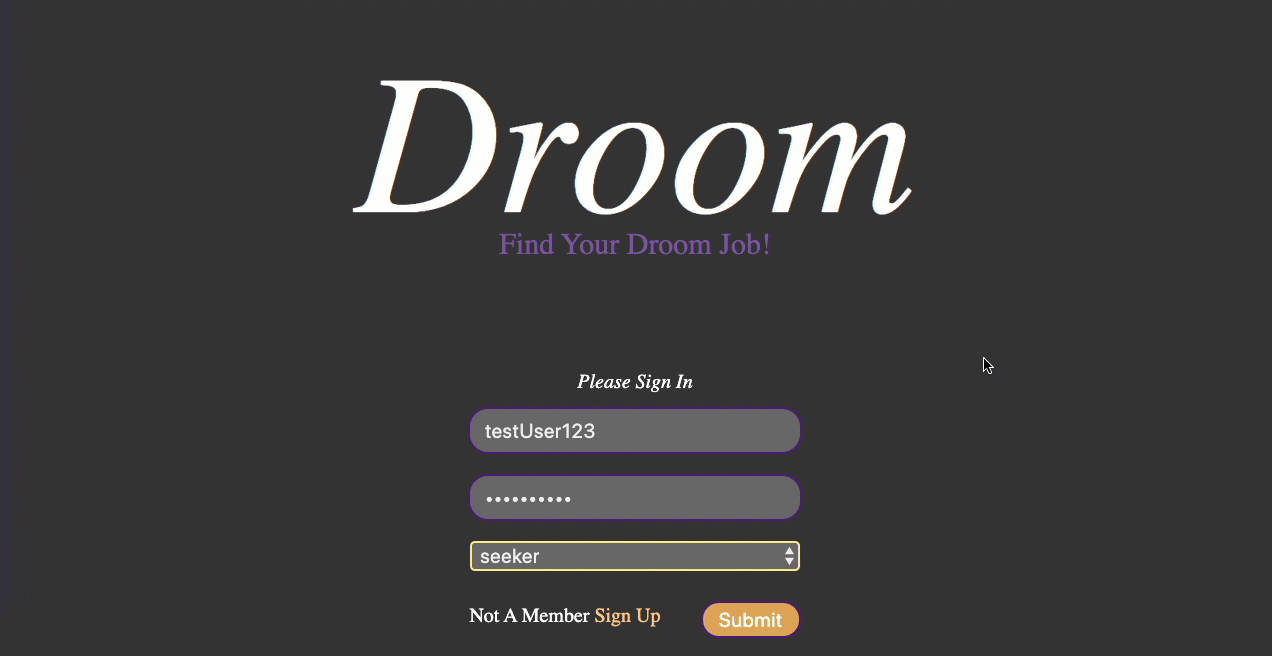 Droom
Find Your Droom Job!
Please Sign In
testUser123
••••••••••
seeker
Not A Member Sign Up
Submit